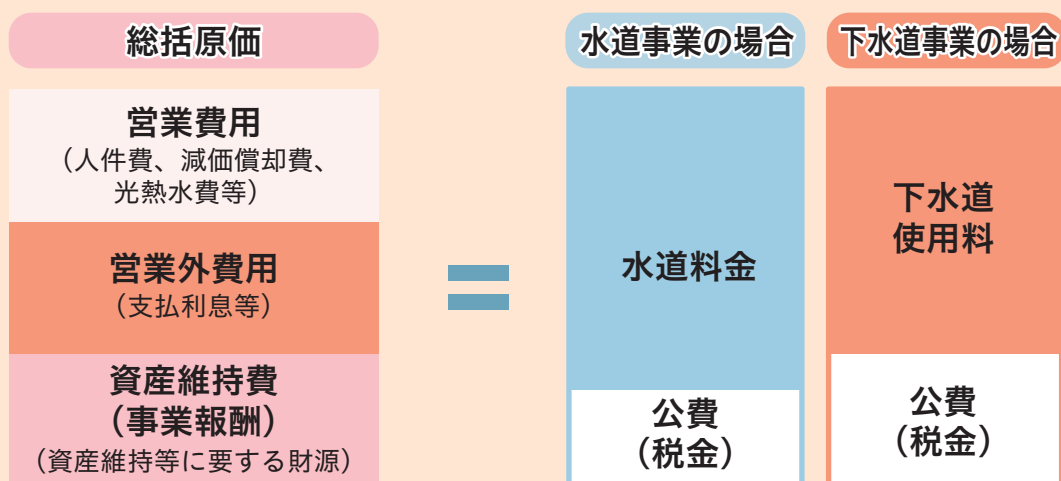 総括原価
営業費用
（人件費、減価償却費、
光熱水費等）
営業外費用
（支払利息等）
資産維持費
（事業報酬）
（資産維持等に要する財源）
＝
水道事業の場合
水道料金
公費
（税金）
下水道事業の場合
下水道
使用料
公費
（税金）